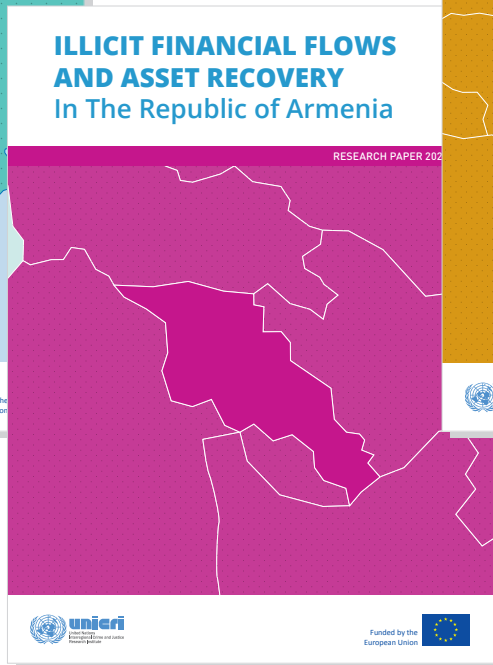 ILLICIT FINANCIAL FLOWS
AND ASSET RECOVERY
In The Republic of Armenia
RESEARCH PAPER 202
unicri
United Nations
Interregional Crime and Justice
Research Institute
Funded by the
European Union